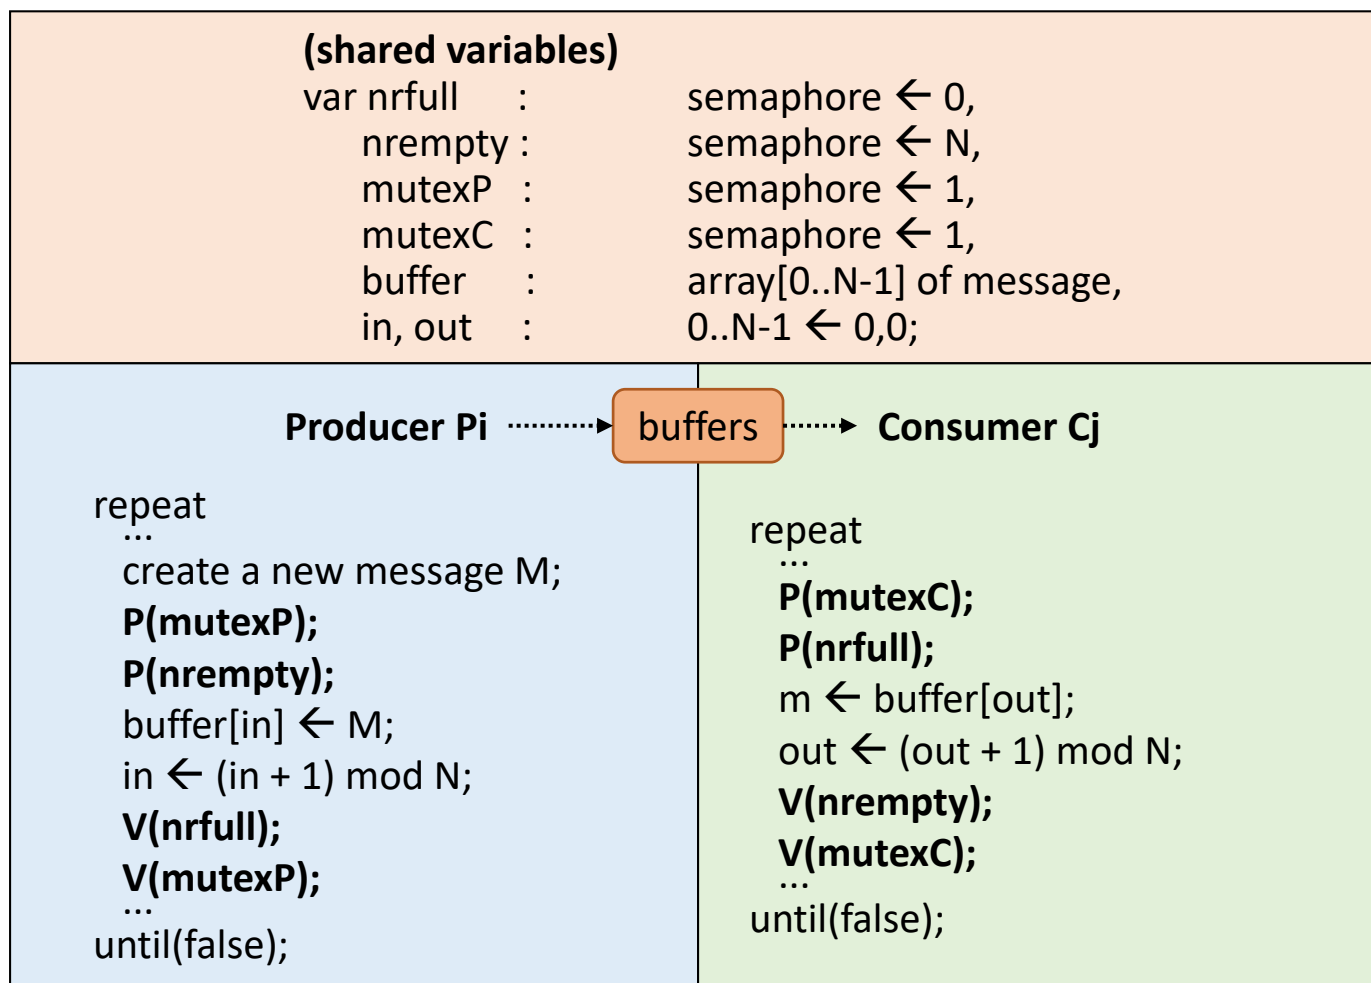 (shared variables)
var nrfull : semaphore ← 0,
nrempty : semaphore ← N,
mutexP : semaphore ← 1,
mutexC : semaphore ← 1,
buffer : array[0..N-1] of message,
in, out : 0..N-1 ← 0,0;
Producer Pi
buffers
Consumer Cj
repeat
...
create a new message M;
P(mutexP);
P(nrempty);
buffer[in] ← M;
in ← (in + 1) mod N;
V(nrfull);
V(mutexP);
...
until(false);
repeat
...
P(mutexC);
P(nrfull);
m ← buffer[out];
out ← (out + 1) mod N;
V(nrempty);
V(mutexC);
...
until(false);